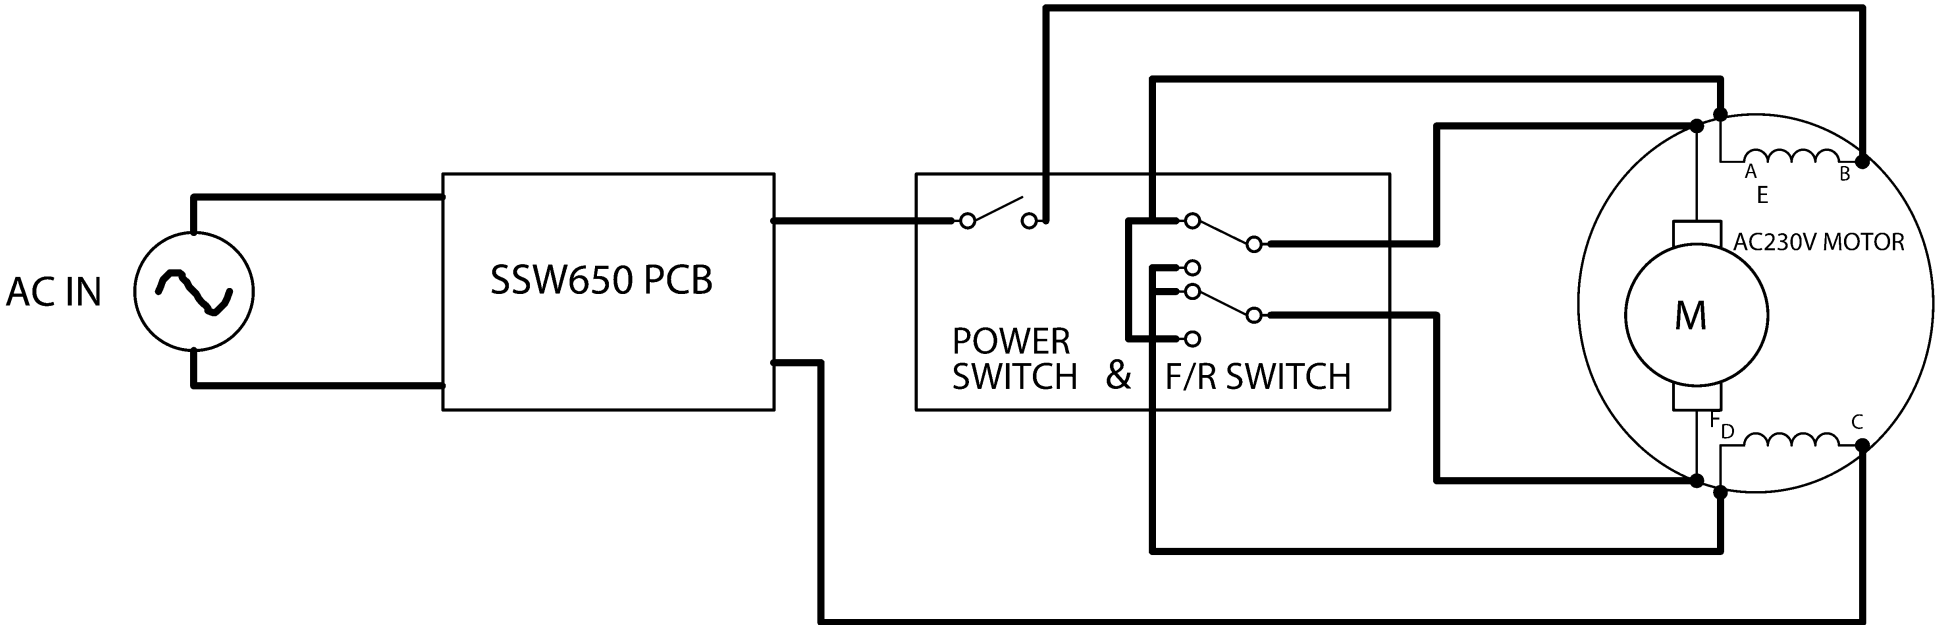 AC IN
SSW650 PCB
POWER
SWITCH & F/R SWITCH
A
B
E
AC230V MOTOR
M
F
D
C